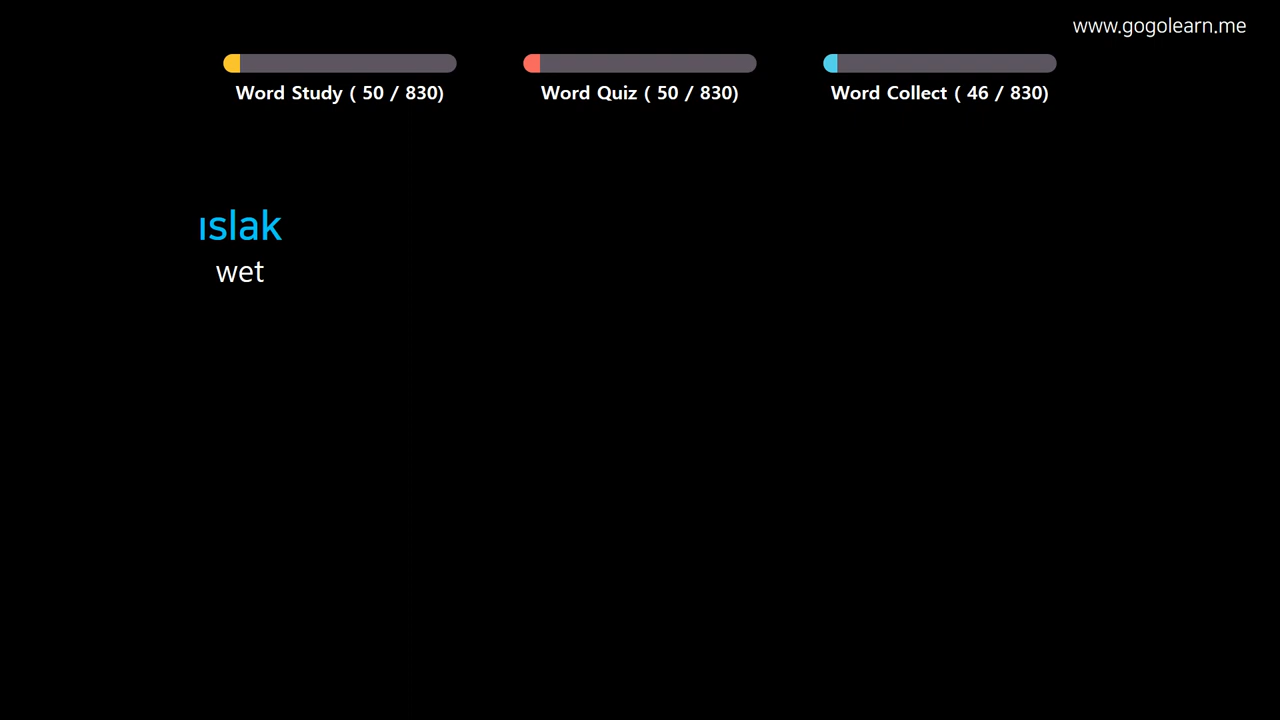 www.gogolearn.me
Word Study ( 50 / 830)
Word Quiz ( 50 / 830)
Word Collect ( 46 / 830)
ıslak
wet